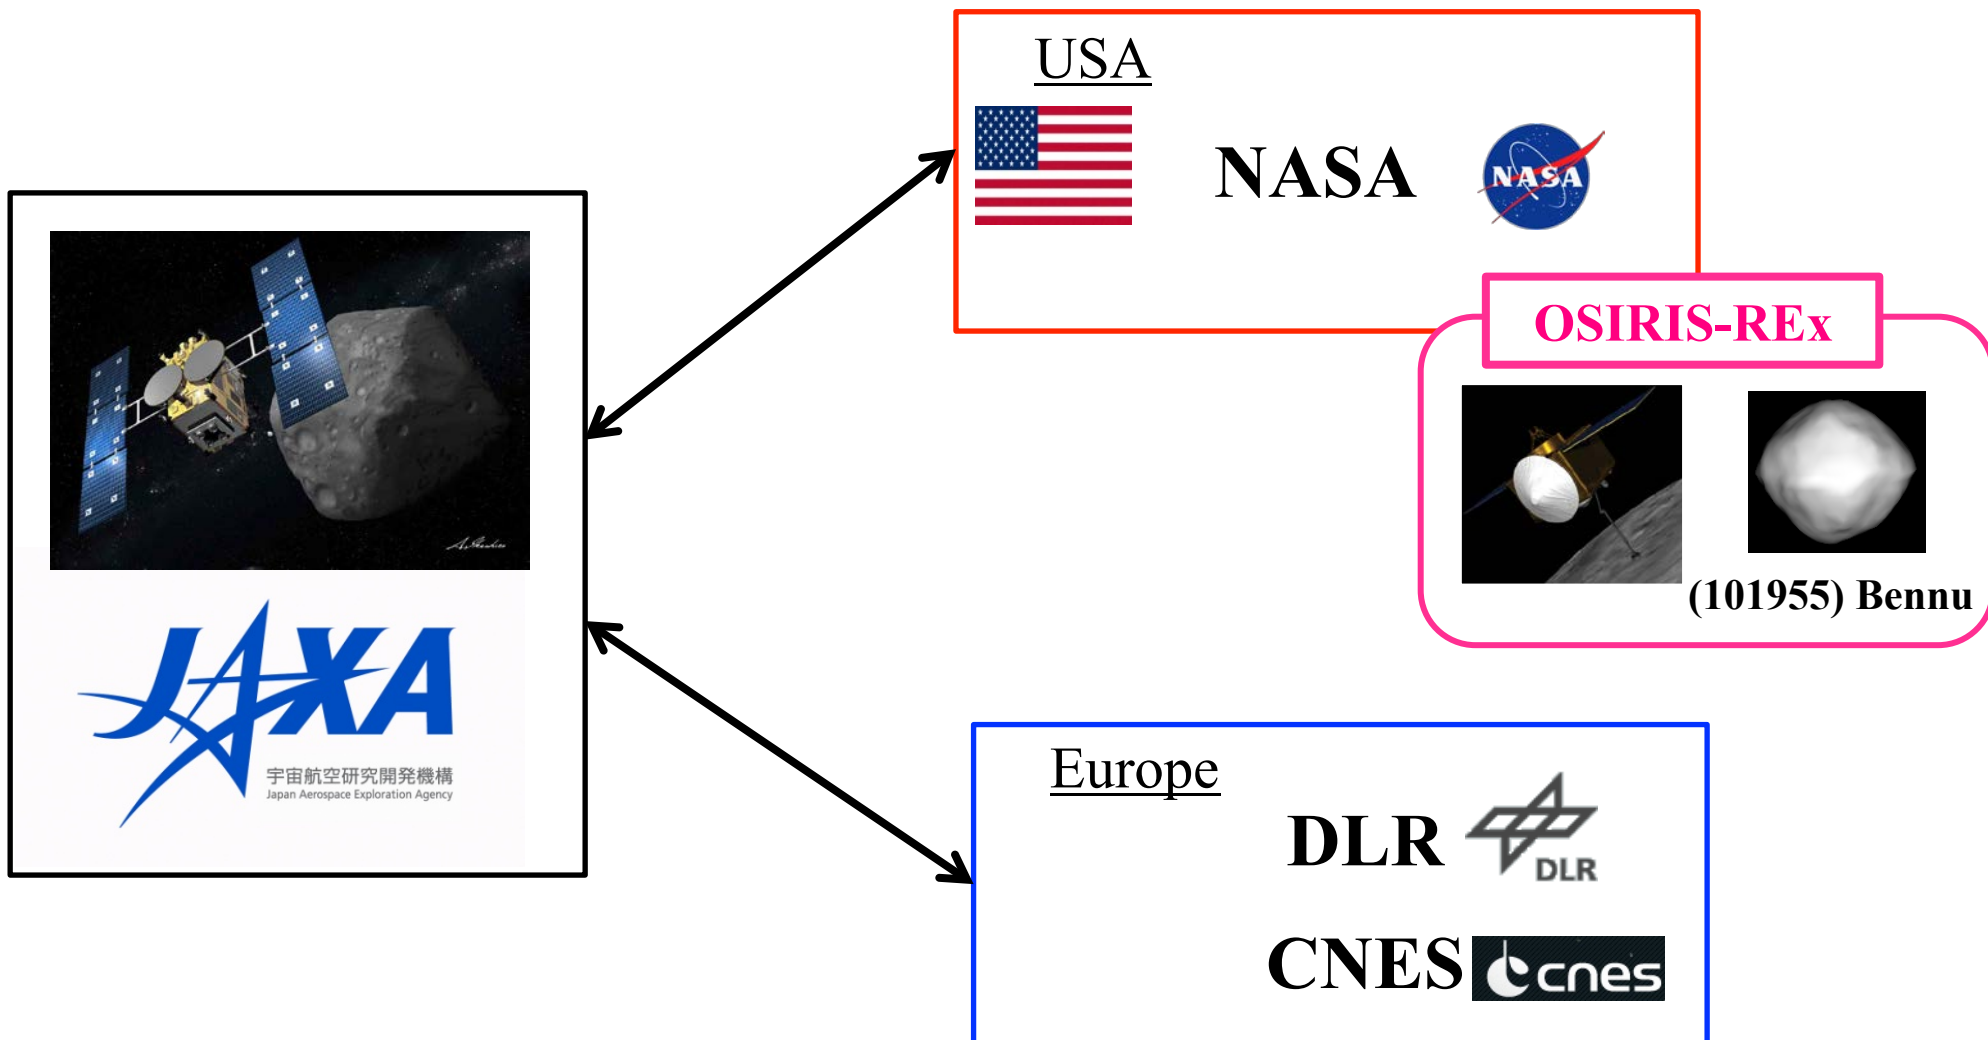 USA
NASA
NASA
OSIRIS-REx
(101955) Bennu
JAXA
宇宙航空研究開発機構
Japan Aerospace Exploration Agency
Europe
DLR
DLR
CNES
cnes